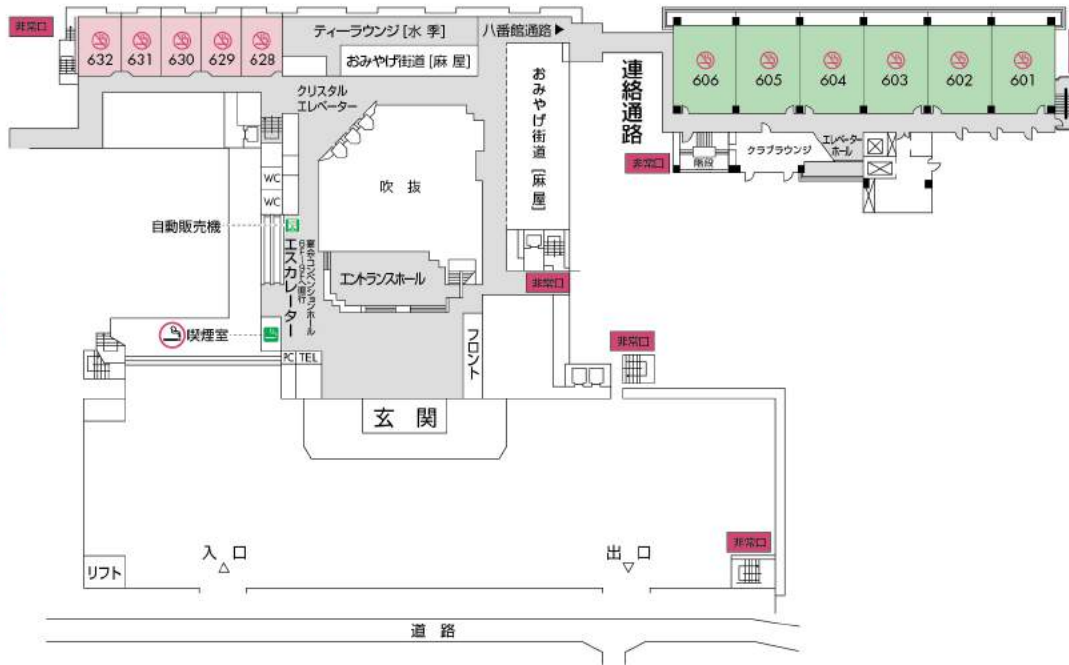 非常口
632
631
630
629
628
ティーラウンジ [水 季]
八番館通路▶
おみやげ街道 [麻 屋]
おみやげ街道 [麻屋]
連絡通路
606
605
604
603
602
601
クリスタル
エレベーター
非常口
階段
クラブラウンジ
エレベーター
ホール
吹 抜
WC
WC
自動販売機
エスカレーター
エントランスホール
非常口
喫煙室
PC
TEL
フロント
非常口
玄 関
非常口
入 口
出 口
リフト
道 路